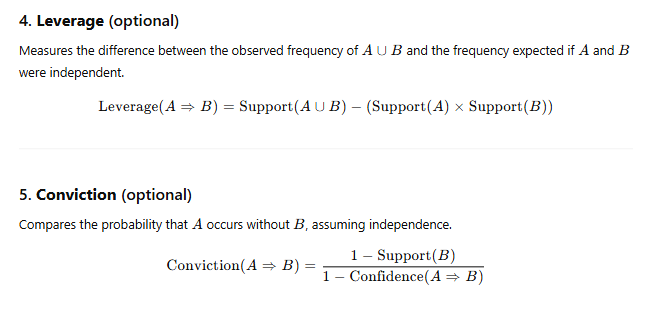 4. Leverage (optional)
Measures the difference between the observed frequency of A ∪ B and the frequency expected if A and B
were independent.
Leverage(A ⇒ B) = Support(A ∪ B) − (Support(A) × Support(B))
5. Conviction (optional)
Compares the probability that A occurs without B, assuming independence.
Conviction(A ⇒ B) = \frac{1 − Support(B)}{1 − Confidence(A ⇒ B)}